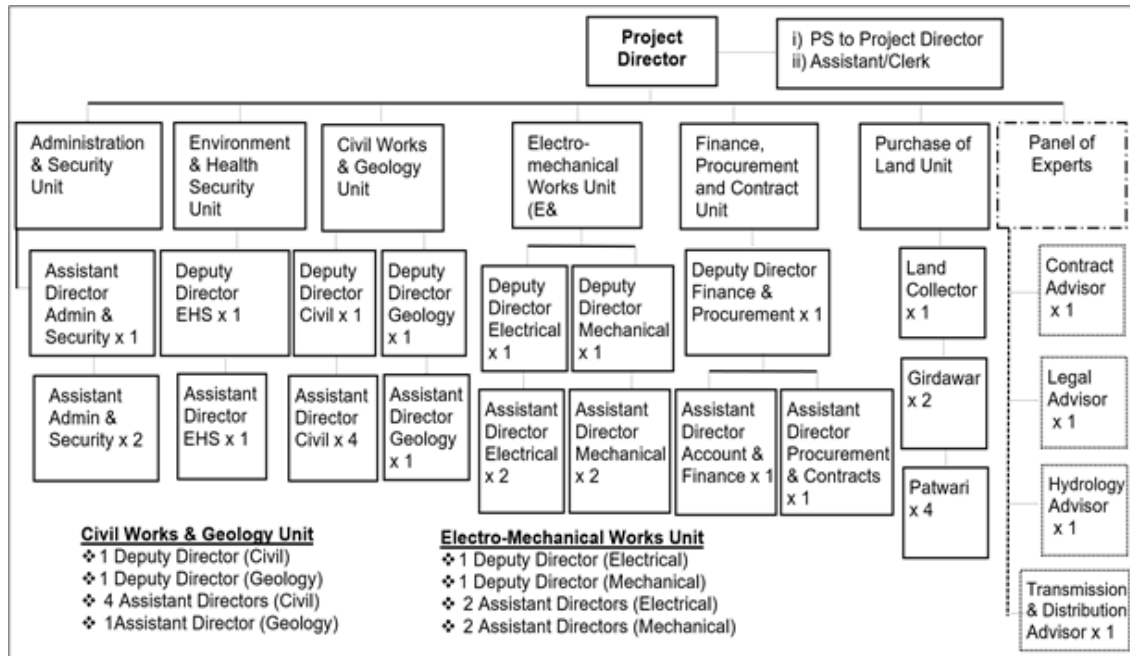 Project
Director
i) PS to Project Director
ii) Assistant/Clerk
Administration
& Security
Unit
Environment
& Health
Security
Unit
Civil Works
& Geology
Unit
Electro-
mechanical
Works Unit
(E&
Finance,
Procurement
and Contract
Unit
Purchase of
Land Unit
Panel of
Experts
Assistant
Director
Admin &
Security x 1
Deputy
Director
EHS x 1
Deputy
Director
Civil x 1
Deputy
Director
Geology
x 1
Deputy
Director
Electrical
x 1
Deputy
Director
Mechanical
x 1
Deputy Director
Finance &
Procurement x 1
Land
Collector
x 1
Contract
Advisor
x 1
Assistant
Admin &
Security x 2
Assistant
Director
EHS x 1
Assistant
Director
Civil x 4
Assistant
Director
Geology
x 1
Assistant
Director
Electrical
x 2
Assistant
Director
Mechanical
x 2
Assistant
Director
Account &
Finance x 1
Assistant
Director
Procurement
& Contracts
x 1
Girdawar
x 2
Legal
Advisor
x 1
Patwari
x 4
Hydrology
Advisor
x 1
Transmission
& Distribution
Advisor x 1
Civil Works & Geology Unit
❖ 1 Deputy Director (Civil)
❖ 1 Deputy Director (Geology)
❖ 4 Assistant Directors (Civil)
❖ 1Assistant Director (Geology)
Electro-Mechanical Works Unit
❖ 1 Deputy Director (Electrical)
❖ 1 Deputy Director (Mechanical)
❖ 2 Assistant Directors (Electrical)
❖ 2 Assistant Directors (Mechanical)